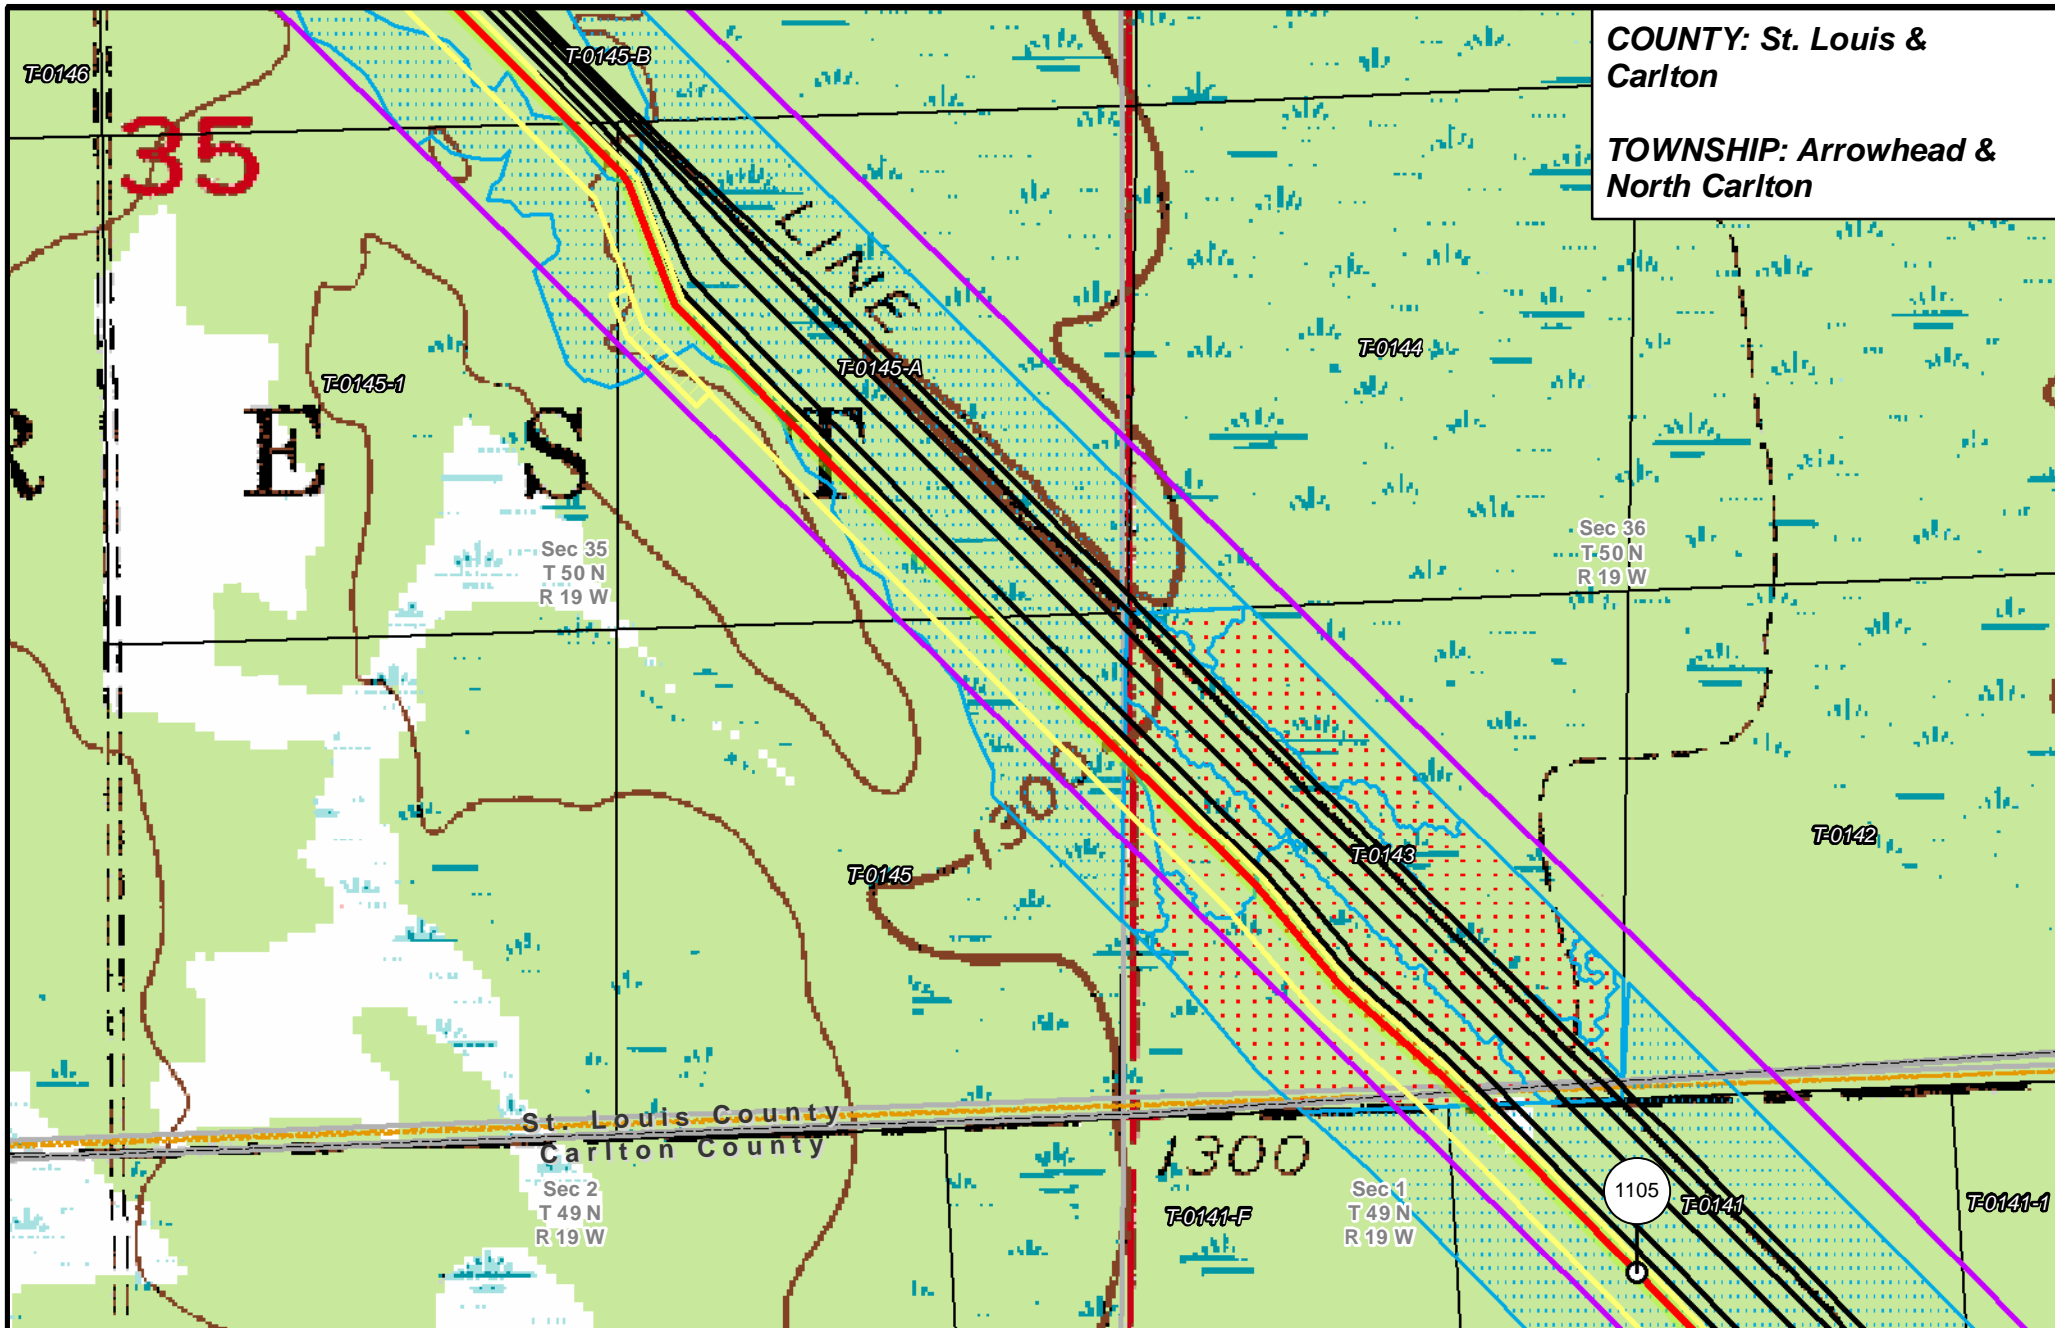 COUNTY: St. Louis &
Carlton
TOWNSHIP: Arrowhead &
North Carlton
T-0146
T-0145-B
35
LINE
T-0144
T-0145-A
T-0145-1
R E S T
Sec 35
T 50 N
R 19 W
Sec 36
T 50 N
R 19 W
1300
T-0145
T-0143
T-0142
St. Louis County
Carlton County
1300
Sec 2
T 49 N
R 19 W
Sec 1
T 49 N
R 19 W
T-0141-F
1105
T-0141
T-0141-1